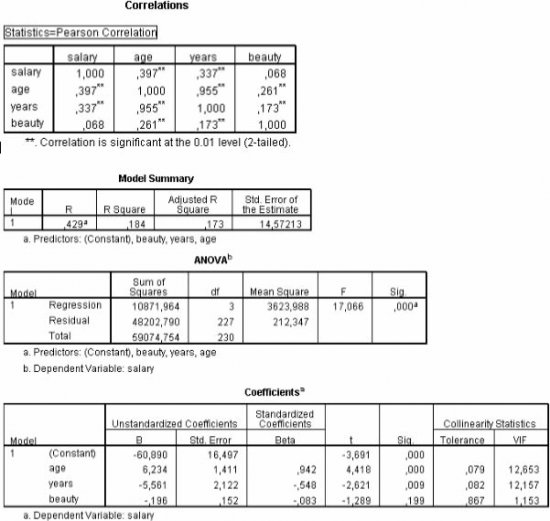 Correlations
Statistics=Pearson Correlation
salary age years beauty
salary 1,000 ,397** ,337** ,068
age ,397** 1,000 ,955** ,261**
years ,337** ,955** 1,000 ,173**
beauty ,068 ,261** ,173** 1,000
**. Correlation is significant at the 0.01 level (2-tailed).
Model Summary
Mode
l R R Square Adjusted R
Square Std. Error of
the Estimate
1 ,429a ,184 ,173 14,57213
a. Predictors: (Constant), beauty, years, age
ANOVAb
Model Sum of
Squares df Mean Square F Sig.
1 Regression 10871,964 3 3623,988 17,066 ,000a
Residual 48202,790 227 212,347
Total 59074,754 230
a. Predictors: (Constant), beauty, years, age
b. Dependent Variable: salary
Coefficientsa
Unstandardized Coefficients Standardized
Coefficients Collinearity Statistics
Model B Std. Error Beta t Sig. Tolerance VIF
1 (Constant) -60,890 16,497 -3,691 ,000
age 6,234 1,411 ,942 4,418 ,000 ,079 12,653
years -5,561 2,122 -,548 -2,621 ,009 ,082 12,157
beauty -,196 ,152 -,083 -1,289 ,199 ,867 1,153
a. Dependent Variable: salary